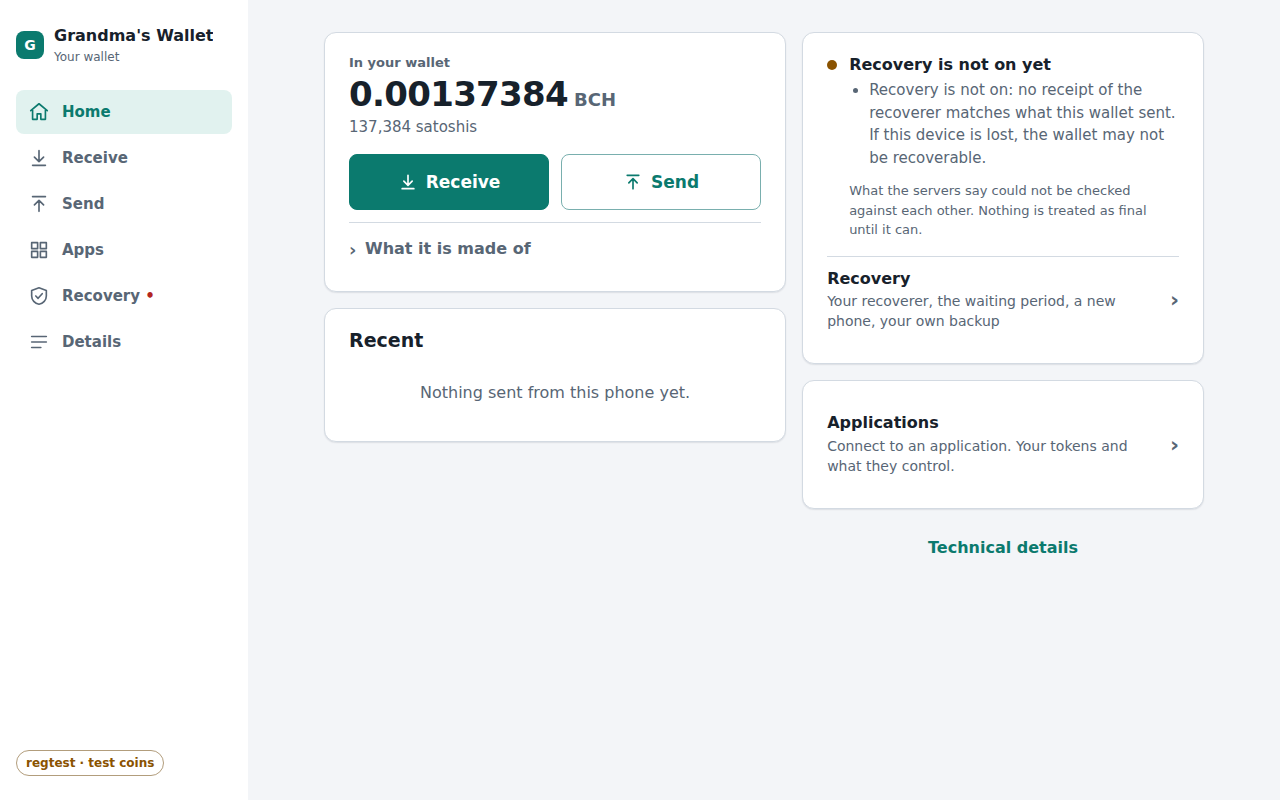 G
Grandma's Wallet
Your wallet
Home
Receive
Send
Apps
Recovery •
Details
regtest · test coins
In your wallet
0.00137384 BCH
137,384 satoshis
Receive
Send
› What it is made of
Recent
Nothing sent from this phone yet.
Recovery is not on yet
• Recovery is not on: no receipt of the
recoverer matches what this wallet sent.
If this device is lost, the wallet may not
be recoverable.
What the servers say could not be checked
against each other. Nothing is treated as final
until it can.
Recovery
Your recoverer, the waiting period, a new
phone, your own backup
›
Applications
Connect to an application. Your tokens and
what they control.
›
Technical details